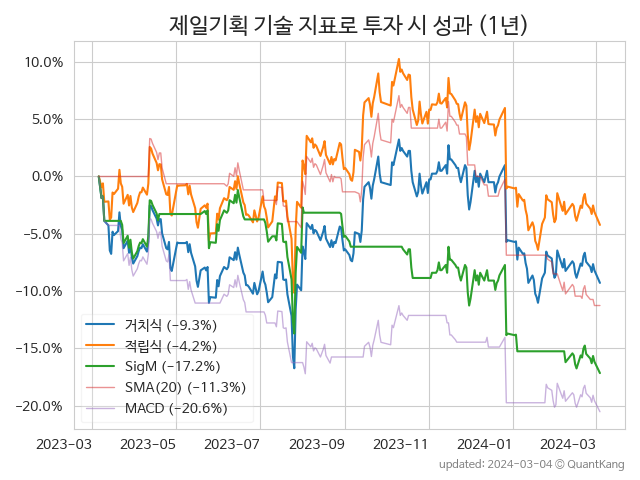 제일기획 기술 지표로 투자 시 성과 (1년)
10.0%
5.0%
0.0%
−5.0%
−10.0%
−15.0%
−20.0%
거치식 (−9.3%)
적립식 (−4.2%)
SigM (−17.2%)
SMA(20) (−11.3%)
MACD (−20.6%)
2023−03 2023−05 2023−07 2023−09 2023−11 2024−01 2024−03
updated: 2024−03−04 © QuantKang